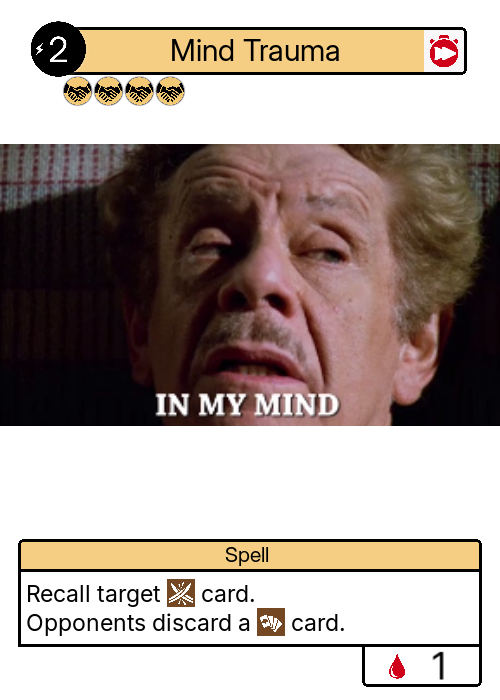 2
Mind Trauma
IN MY MIND
Spell
Recall target card.
Opponents discard a card.
1